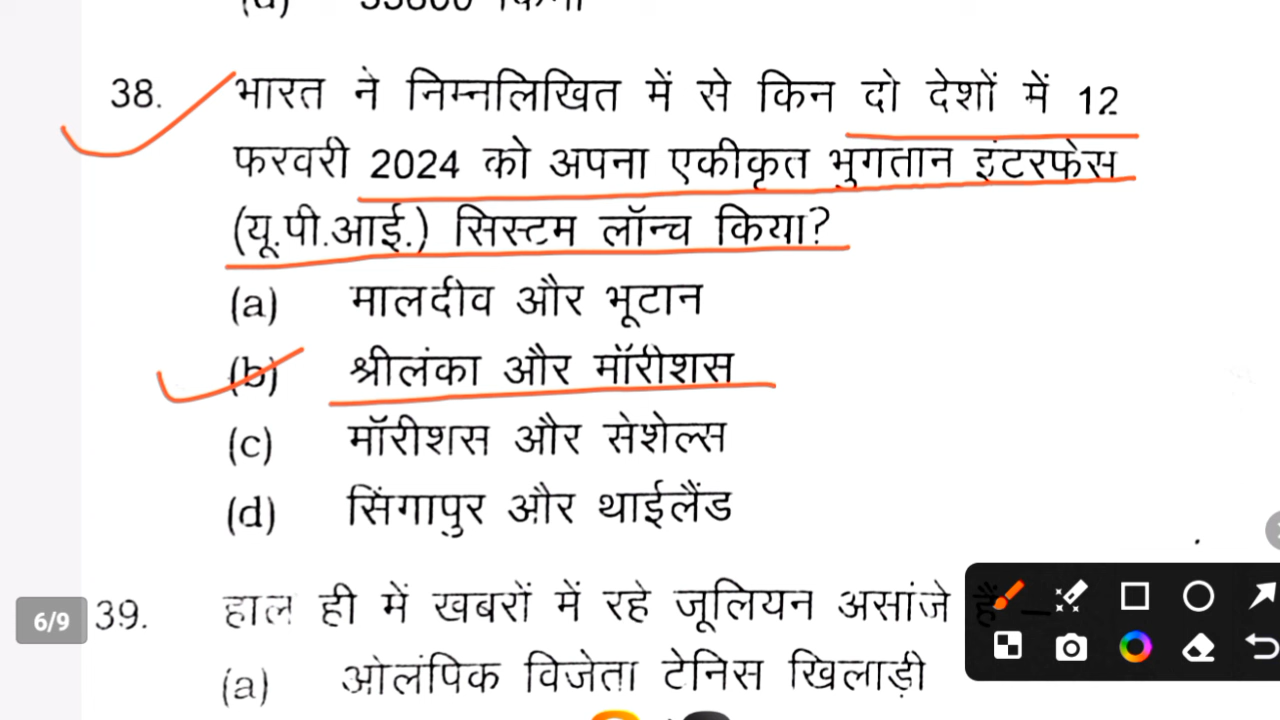 38. भारत ने निम्नलिखित में से किन दो देशों में 12
फरवरी 2024 को अपना एकीकृत भुगतान इंटरफेस
(यू.पी.आई.) सिस्टम लॉन्च किया?
(a) मालदीव और भूटान
(b) श्रीलंका और मॉरीशस
(c) मॉरीशस और सेशेल्स
(d) सिंगापुर और थाईलैंड
6/9
39. हाल ही में खबरों में रहे जूलियन असांजे
(a) ओलंपिक विजेता टेनिस खिलाड़ी